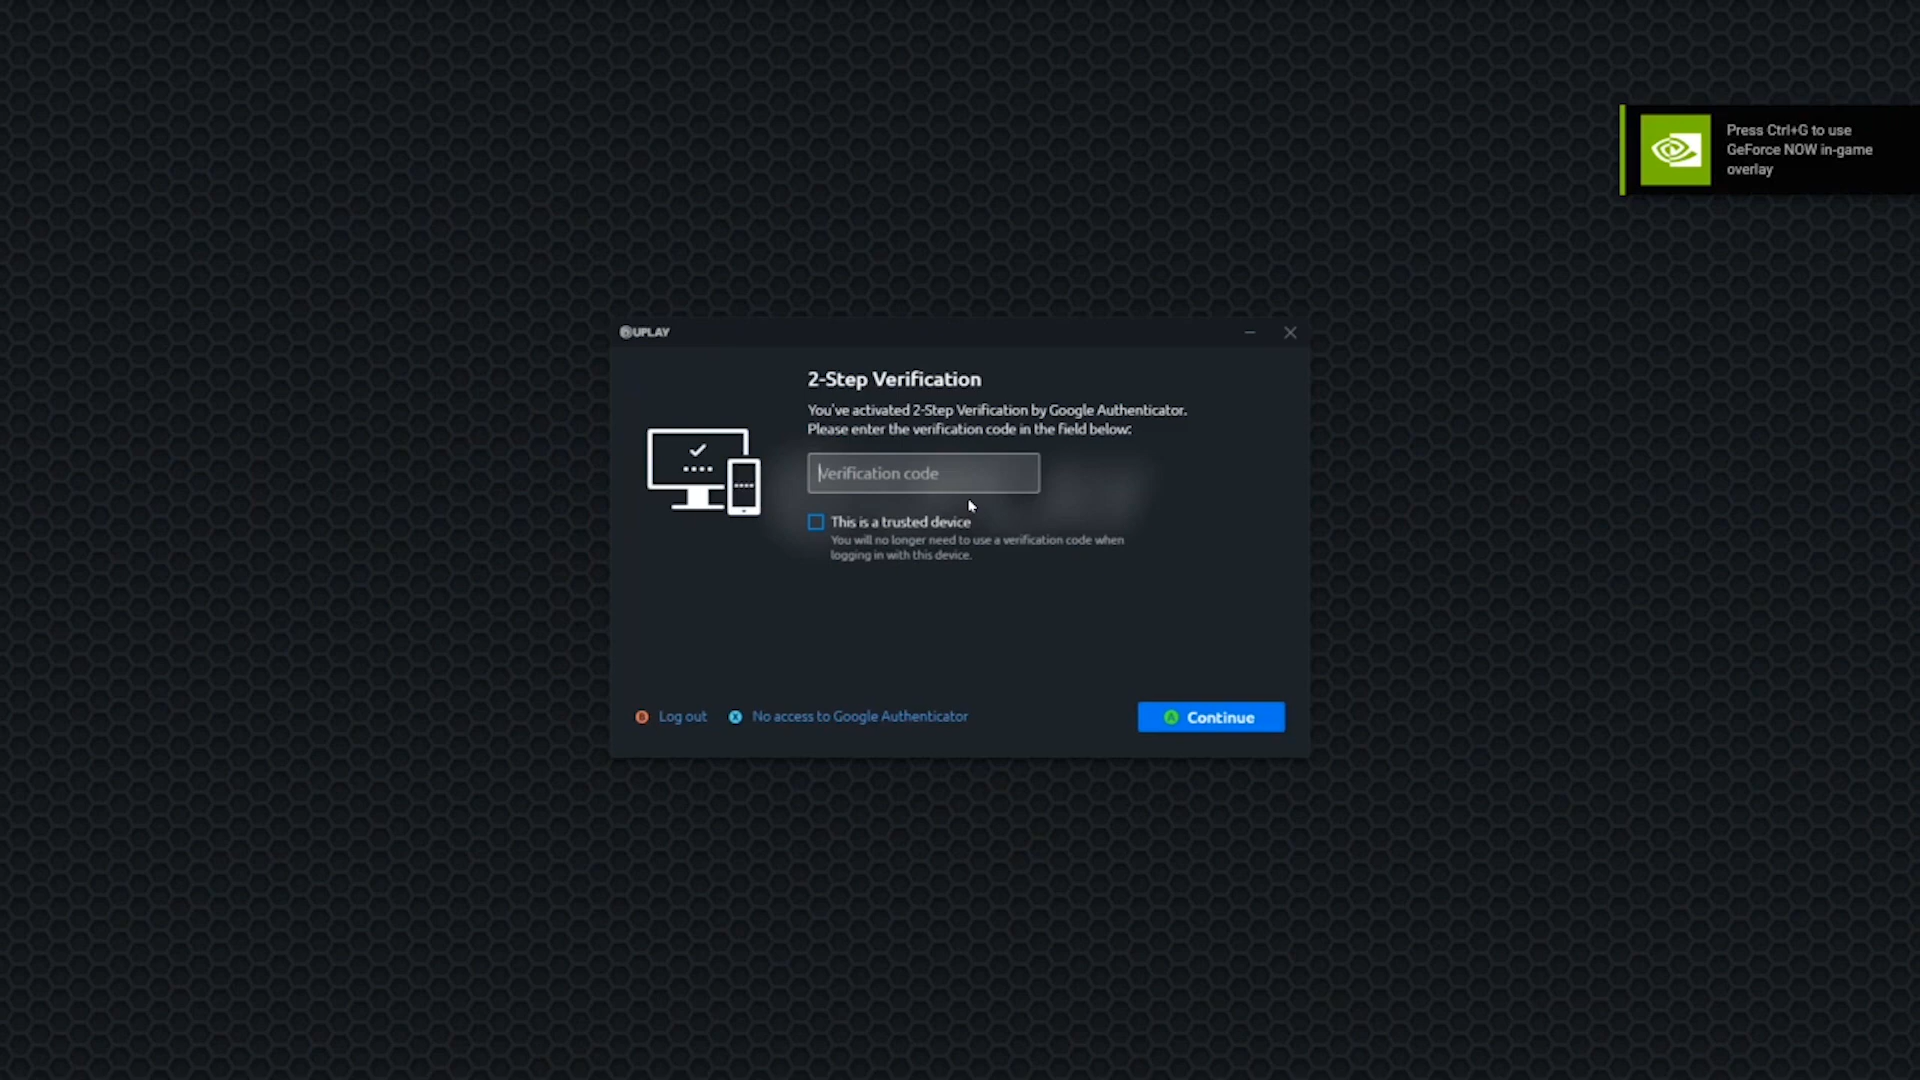 Press Ctrl+G to use
GeForce NOW in-game
overlay
UPLAY
2-Step Verification
You've activated 2-Step Verification by Google Authenticator.
Please enter the verification code in the field below:
Verification code
This is a trusted device
You will no longer need to use a verification code when
logging in with this device.
B Log out X No access to Google Authenticator
A Continue